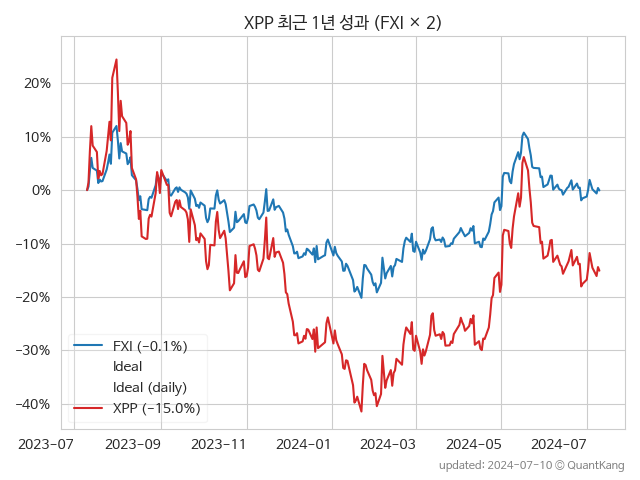 XPP 최근 1년 성과 (FXI × 2)
20%
10%
0%
−10%
−20%
−30%
−40%
FXI (−0.1%)
Ideal
Ideal (daily)
XPP (−15.0%)
2023-07 2023-09 2023-11 2024-01 2024-03 2024-05 2024-07
updated: 2024-07-10 © QuantKang